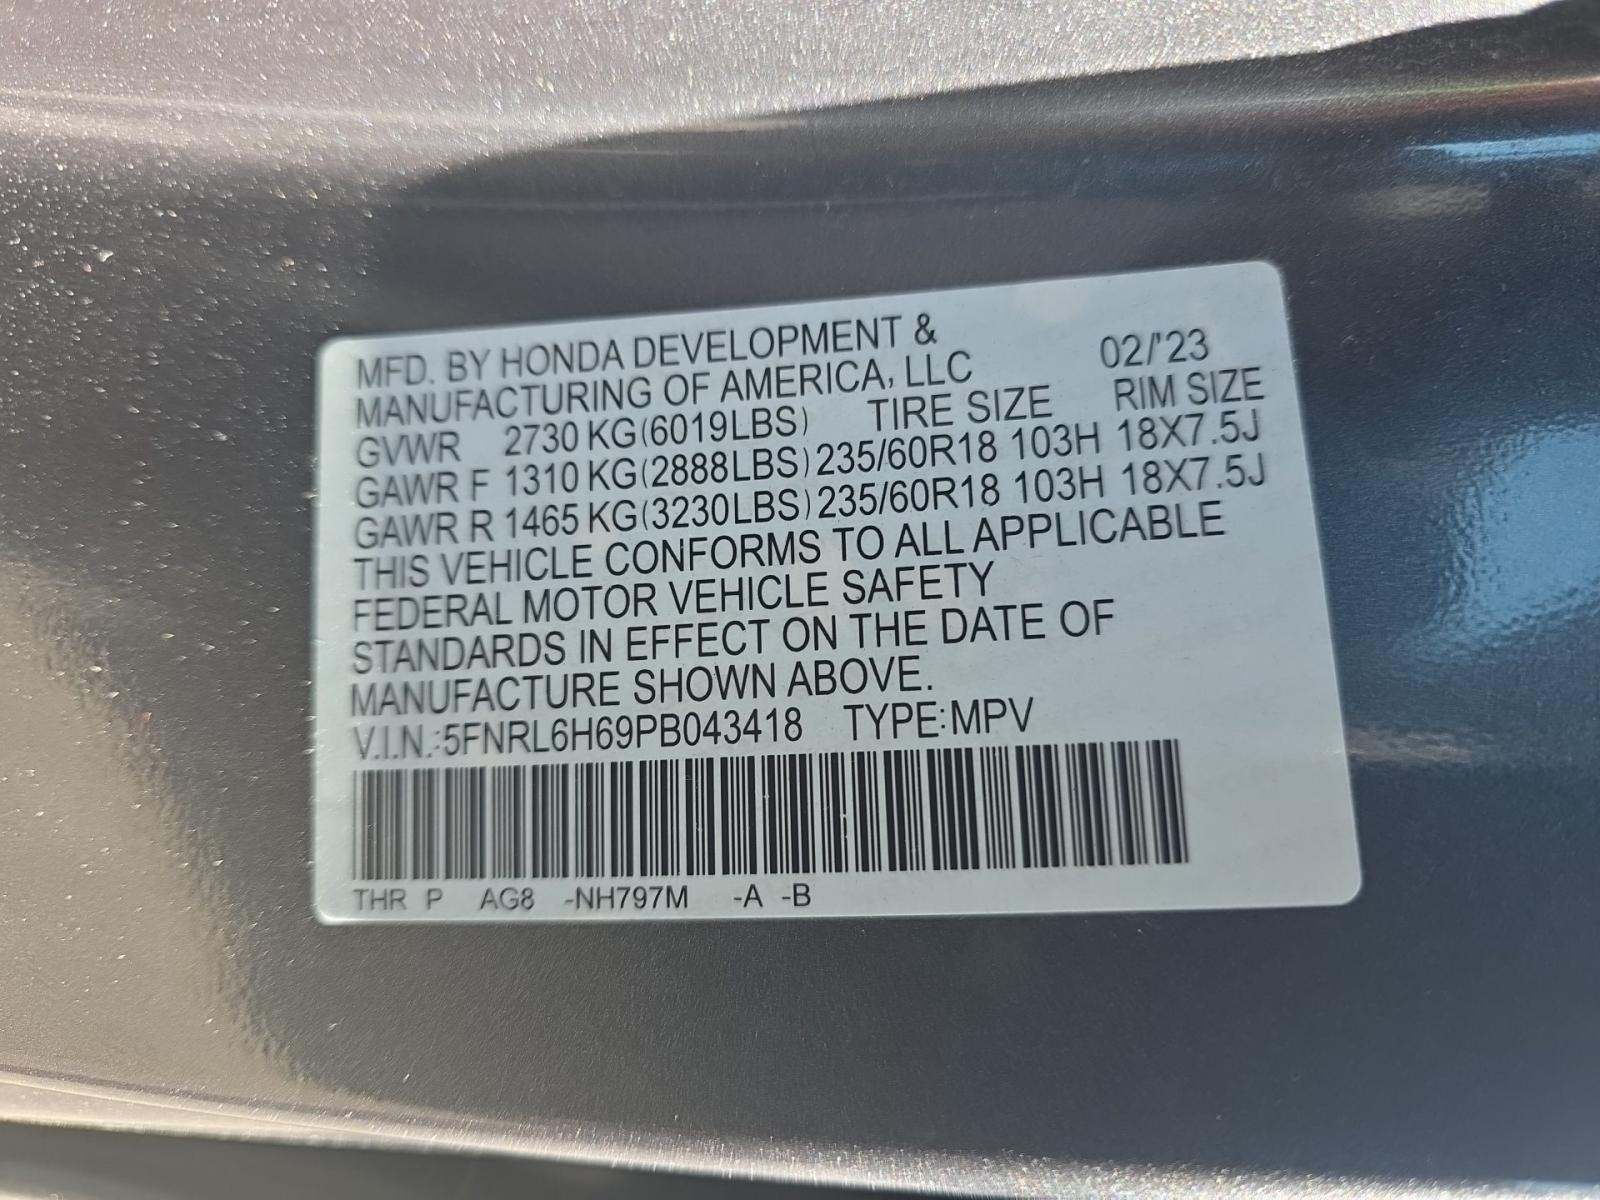 MFD. BY HONDA DEVELOPMENT &
MANUFACTURING OF AMERICA, LLC 02/'23
GVWR 2730 KG(6019LBS) TIRE SIZE RIM SIZE
GAWR F 1310 KG(2888LBS) 235/60R18 103H 18X7.5J
GAWR R 1465 KG(3230LBS) 235/60R18 103H 18X7.5J
THIS VEHICLE CONFORMS TO ALL APPLICABLE
FEDERAL MOTOR VEHICLE SAFETY
STANDARDS IN EFFECT ON THE DATE OF
MANUFACTURE SHOWN ABOVE.
V.I.N.:5FNRL6H69PB043418 TYPE:MPV
THR P AG8 -NH797M -A -B